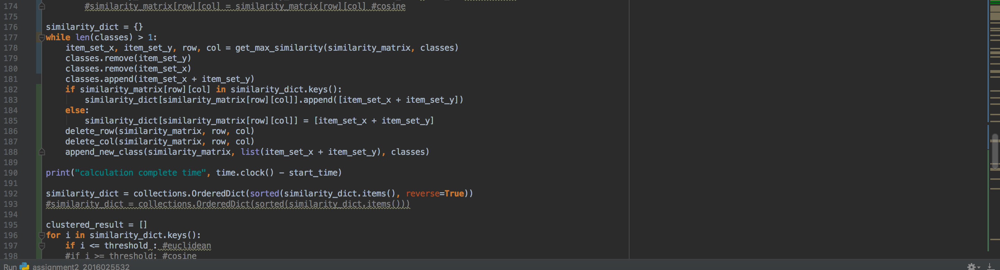 174 #similarity_matrix[row][col] = similarity_matrix[row][col] #cosine
175
176 similarity_dict = {}
177 while len(classes) > 1:
178     item_set_x, item_set_y, row, col = get_max_similarity(similarity_matrix, classes)
179     classes.remove(item_set_y)
180     classes.remove(item_set_x)
181     classes.append(item_set_x + item_set_y)
182     if similarity_matrix[row][col] in similarity_dict.keys():
183         similarity_dict[similarity_matrix[row][col]].append([item_set_x + item_set_y])
184     else:
185         similarity_dict[similarity_matrix[row][col]] = [item_set_x + item_set_y]
186     delete_row(similarity_matrix, row, col)
187     delete_col(similarity_matrix, row, col)
188     append_new_class(similarity_matrix, list(item_set_x + item_set_y), classes)
189
190 print("calculation complete time", time.clock() - start_time)
191
192 similarity_dict = collections.OrderedDict(sorted(similarity_dict.items(), reverse=True))
193 #similarity_dict = collections.OrderedDict(sorted(similarity_dict.items()))
194
195 clustered_result = []
196 for i in similarity_dict.keys():
197     if i <= threshold : #euclidean
198     #if i >= threshold: #cosine
Run assignment2_2016025532